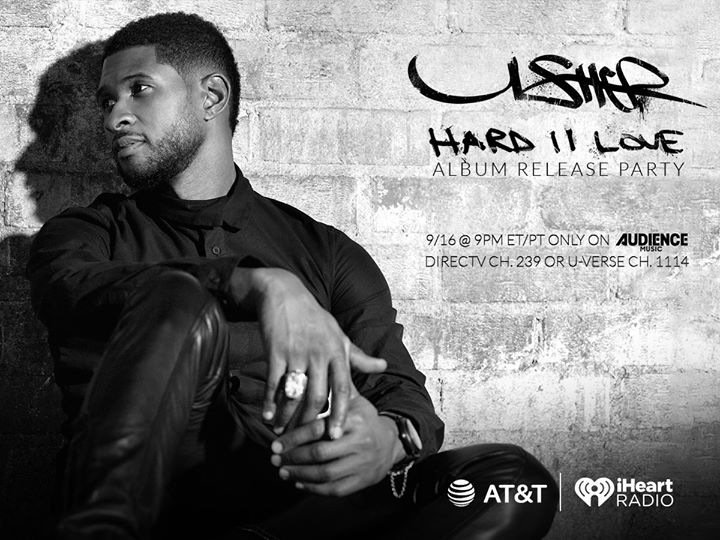 USHER
HARD II LOVE
ALBUM RELEASE PARTY
9/16 @ 9PM ET/PT ONLY ON AUDIENCE MUSIC
DIRECTV CH. 239 OR U-VERSE CH. 1114
AT&T
iHeart
RADIO